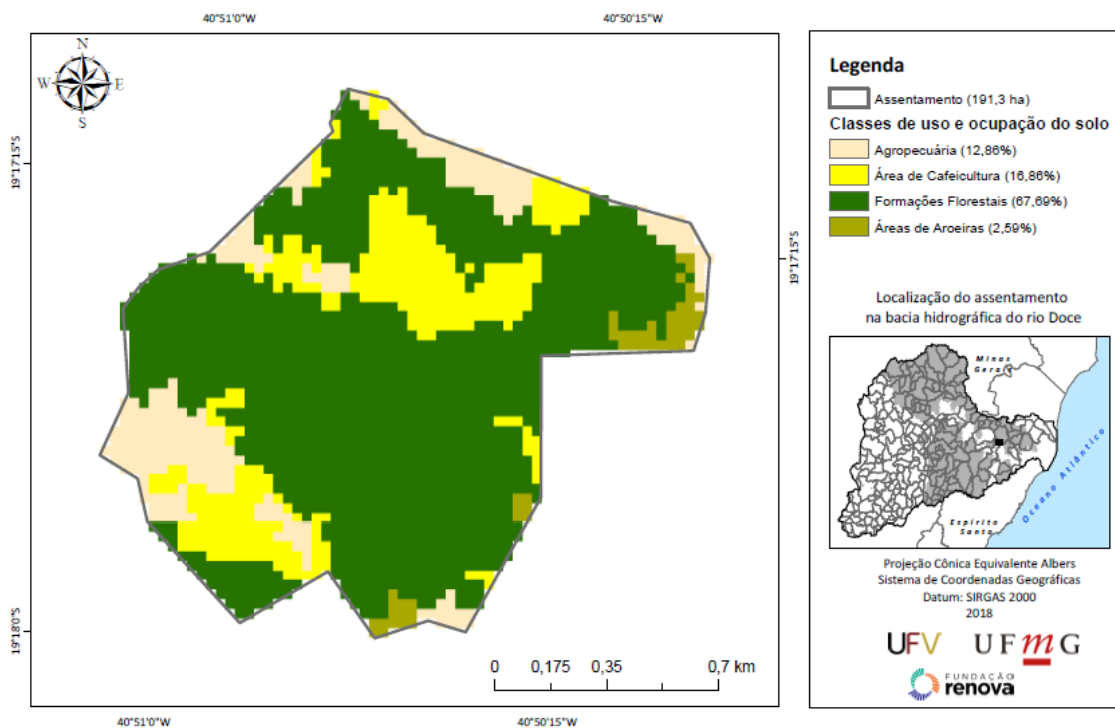 40°51'0"W
40°50'15"W
N
W
E
S
19°17'15"S
19°17'15"S
19°18'0"S
0 0,175 0,35 0,7 km
40°51'0"W
40°50'15"W
Legenda
Assentamento (191,3 ha)
Classes de uso e ocupação do solo
Agropecuária (12,86%)
Área de Cafeicultura (16,86%)
Formações Florestais (67,69%)
Áreas de Aroeiras (2,59%)
Localização do assentamento
na bacia hidrográfica do rio Doce
Minas
Gerais
Oceano Atlântico
Espírito
Santo
Projeção Cônica Equivalente Albers
Sistema de Coordenadas Geográficas
Datum: SIRGAS 2000
2018
UFV UFmG
FUNDAÇÃO
renova